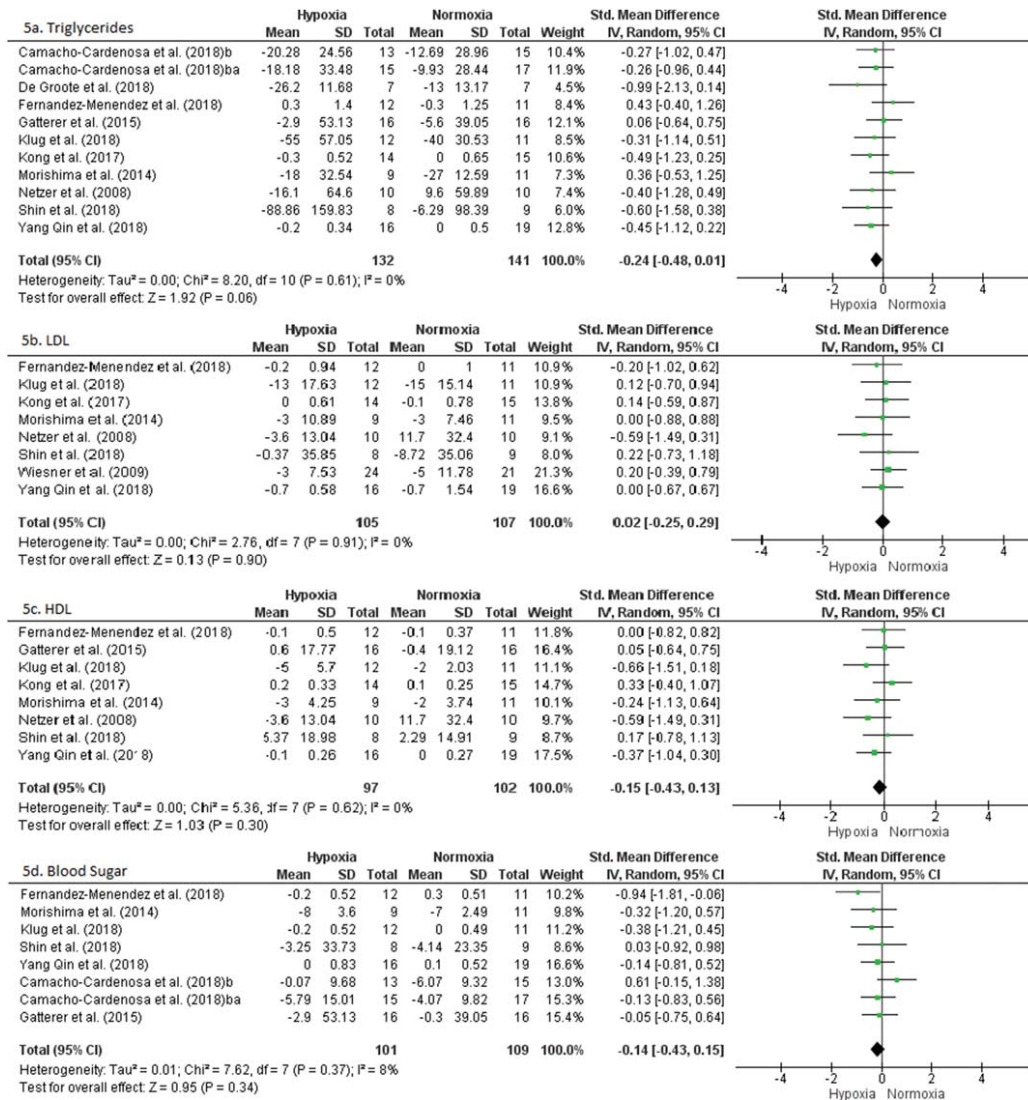 Hypoxia Normoxia Std. Mean Difference Std. Mean Difference
5a. Triglycerides Mean SD Total Mean SD Total Weight IV, Random, 95% CI IV, Random, 95% CI
Camacho-Cardenosa et al. (2018)b -20.28 24.56 13 -12.69 28.96 15 10.4% -0.27 [-1.02, 0.47]
Camacho-Cardenosa et al. (2018)ba -18.18 33.48 15 -9.93 28.44 17 11.9% -0.26 [-0.96, 0.44]
De Groote et al. (2018) -26.2 11.68 7 -13 13.17 7 4.5% -0.99 [-2.13, 0.14]
Fernandez-Menendez et al. (2018) 0.3 1.4 12 -0.3 1.25 11 8.6% 0.43 [-0.40, 1.26]
Gatterer et al. (2015) -2.9 53.13 16 -5.6 39.05 16 12.2% 0.06 [-0.64, 0.75]
Klug et al. (2018) -55 57.05 12 -40 30.53 11 8.7% -0.31 [-1.14, 0.51]
Kong et al. (2017) -0.3 0.52 14 0 0.65 15 10.6% -0.49 [-1.23, 0.25]
Morishima et al. (2014) -18 32.54 9 -27 12.59 11 7.3% 0.36 [-0.53, 1.25]
Netzer et al. (2008) -16.1 64.6 10 9.6 59.89 10 7.4% -0.40 [-1.28, 0.49]
Shin et al. (2018) -88.86 159.83 8 -6.29 98.39 9 6.0% -0.60 [-1.58, 0.38]
Yang Qin et al. (2018) -0.2 0.34 16 0 0.5 19 12.8% -0.45 [-1.12, 0.22]
Total (95% CI) 132 141 100.0% -0.24 [-0.48, 0.01]
Heterogeneity: Tau² = 0.00; Chi² = 8.20, df = 10 (P = 0.61); I² = 0%
Test for overall effect: Z = 1.92 (P = 0.06)
-4 -2 0 2 4
Hypoxia Normoxia
Hypoxia Normoxia Std. Mean Difference Std. Mean Difference
5b. LDL Mean SD Total Mean SD Total Weight IV, Random, 95% CI IV, Random, 95% CI
Fernandez-Menendez et al. (2018) -0.2 0.94 12 0 1 11 10.9% -0.20 [-1.02, 0.62]
Klug et al. (2018) -13 17.63 12 -15 15.14 11 10.9% 0.12 [-0.70, 0.94]
Kong et al. (2017) 0 0.61 14 -0.1 0.78 15 13.8% 0.14 [-0.59, 0.87]
Morishima et al. (2014) -3 10.89 9 -3 7.46 11 9.5% 0.00 [-0.88, 0.88]
Netzer et al. (2008) -3.6 13.04 10 11.7 32.4 10 9.1% -0.59 [-1.49, 0.31]
Shin et al. (2018) -0.37 35.85 8 -8.72 35.06 9 8.0% 0.22 [-0.73, 1.18]
Wiesner et al. (2009) -3 7.53 24 -5 11.78 21 21.3% 0.20 [-0.39, 0.79]
Yang Qin et al. (2018) -0.7 0.58 16 -0.7 1.54 19 16.6% 0.00 [-0.67, 0.67]
Total (95% CI) 105 107 100.0% 0.02 [-0.25, 0.29]
Heterogeneity: Tau² = 0.00; Chi² = 2.76, df = 7 (P = 0.91); I² = 0%
Test for overall effect: Z = 0.13 (P = 0.90)
-4 -2 0 2 4
Hypoxia Normoxia
Hypoxia Normoxia Std. Mean Difference Std. Mean Difference
5c. HDL Mean SD Total Mean SD Total Weight IV, Random, 95% CI IV, Random, 95% CI
Fernandez-Menendez et al. (2018) -0.1 0.5 12 -0.1 0.37 11 11.8% 0.00 [-0.82, 0.82]
Gatterer et al. (2015) 0.6 17.77 16 -0.4 19.12 16 16.5% 0.05 [-0.64, 0.75]
Klug et al. (2018) -5 5.7 12 -2 2.03 11 11.1% -0.66 [-1.51, 0.18]
Kong et al. (2017) 0.2 0.33 14 0.1 0.25 15 14.7% 0.33 [-0.40, 1.07]
Morishima et al. (2014) -3 4.25 9 -2 3.74 11 10.1% -0.24 [-1.13, 0.64]
Netzer et al. (2008) -3.6 13.04 10 11.7 32.4 10 9.7% -0.59 [-1.49, 0.31]
Shin et al. (2018) 5.37 18.98 8 2.29 14.91 9 8.6% 0.17 [-0.78, 1.13]
Yang Qin et al. (2018) -0.1 0.26 16 0 0.27 19 17.5% -0.37 [-1.04, 0.30]
Total (95% CI) 97 102 100.0% -0.15 [-0.43, 0.13]
Heterogeneity: Tau² = 0.00; Chi² = 5.36, df = 7 (P = 0.62); I² = 0%
Test for overall effect: Z = 1.03 (P = 0.30)
-4 -2 0 2 4
Hypoxia Normoxia
Hypoxia Normoxia Std. Mean Difference Std. Mean Difference
5d. Blood Sugar Mean SD Total Mean SD Total Weight IV, Random, 95% CI IV, Random, 95% CI
Fernandez-Menendez et al. (2018) -0.2 0.52 12 0.3 0.51 11 10.2% -0.94 [-1.81, -0.06]
Morishima et al. (2014) -8 3.6 9 -7 2.49 11 9.8% -0.32 [-1.20, 0.57]
Klug et al. (2018) -0.2 0.52 12 0 0.49 11 11.2% -0.38 [-1.21, 0.45]
Shin et al. (2018) -3.25 33.73 8 -4.14 23.35 9 8.6% 0.03 [-0.92, 0.98]
Yang Qin et al. (2018) 0 0.83 16 0.1 0.52 19 16.6% -0.14 [-0.81, 0.52]
Camacho-Cardenosa et al. (2018)b -0.07 9.68 13 -6.07 9.32 15 12.9% 0.61 [-0.15, 1.38]
Camacho-Cardenosa et al. (2018)ba -5.79 15.01 15 -4.07 9.82 17 15.3% -0.13 [-0.83, 0.56]
Gatterer et al. (2015) -2.9 53.13 16 -0.3 39.05 16 15.4% -0.05 [-0.75, 0.64]
Total (95% CI) 101 109 100.0% -0.14 [-0.43, 0.15]
Heterogeneity: Tau² = 0.01; Chi² = 7.62, df = 7 (P = 0.37); I² = 8%
Test for overall effect: Z = 0.95 (P = 0.34)
-4 -2 0 2 4
Hypoxia Normoxia